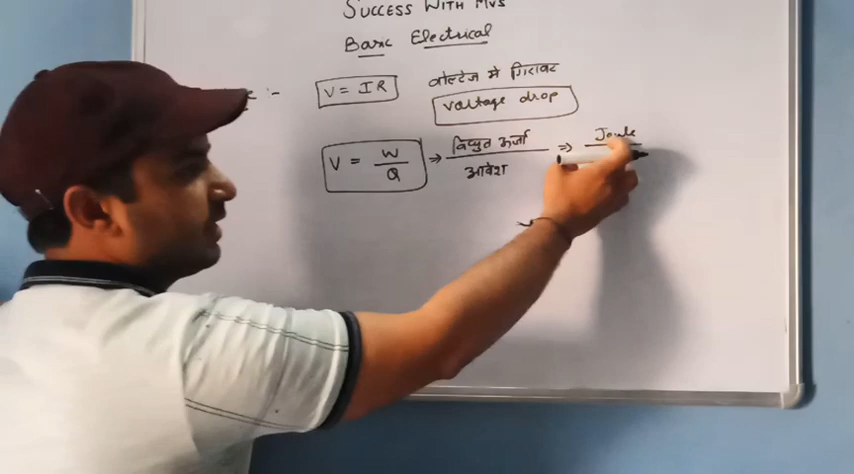 SUCCESS WITH MVS
Basic Electrical
:-
V = IR वोल्टेज मे गिरावट
voltage drop
V = W/Q → विद्युत ऊर्जा/आवेश ⇒ Joule